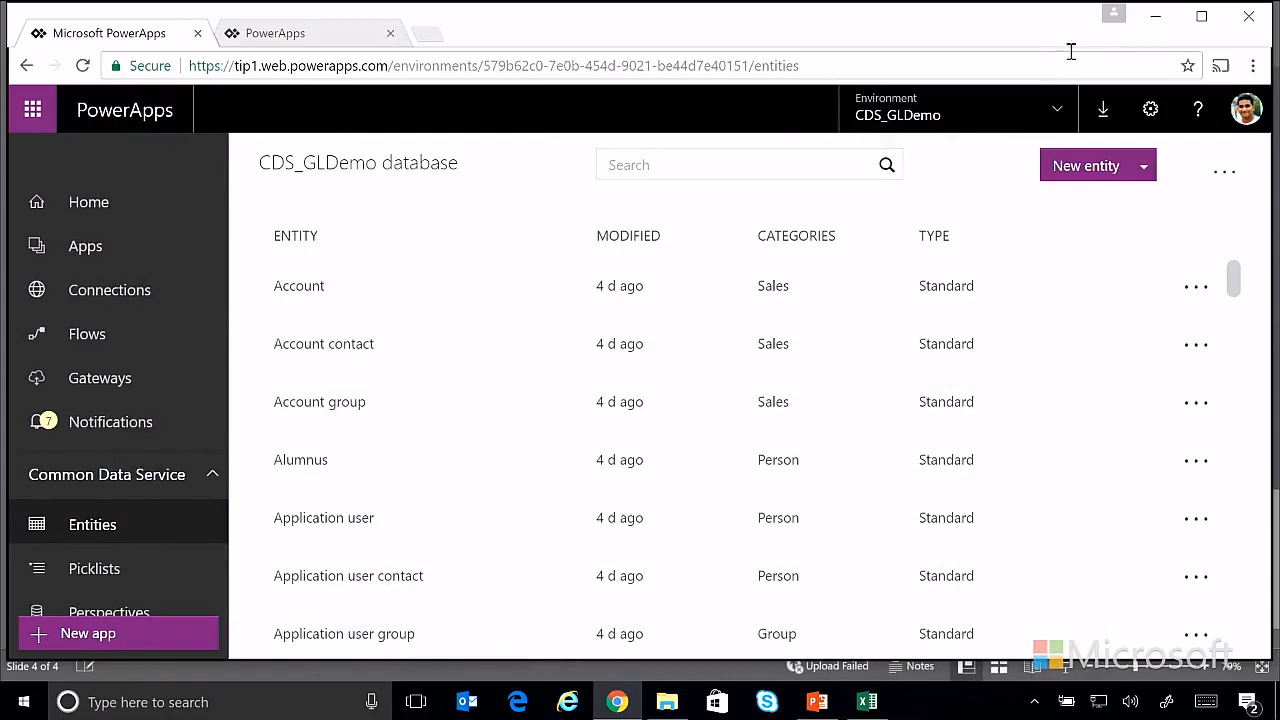 Microsoft PowerApps
PowerApps
Secure
https://tip1.web.powerapps.com/environments/579b62c0-7e0b-454d-9021-be44d7e40151/entities
PowerApps
Environment
CDS_GLDemo
?
CDS_GLDemo database
Search
New entity
...
Home
Apps
Connections
Flows
Gateways
7
Notifications
Common Data Service
Entities
Picklists
Perspectives
New app
ENTITY MODIFIED CATEGORIES TYPE
Account 4 d ago Sales Standard ...
Account contact 4 d ago Sales Standard ...
Account group 4 d ago Sales Standard ...
Alumnus 4 d ago Person Standard ...
Application user 4 d ago Person Standard ...
Application user contact 4 d ago Person Standard ...
Application user group 4 d ago Group Standard ...
Microsoft
Slide 4 of 4
Upload Failed
Notes
79%
Type here to search
2